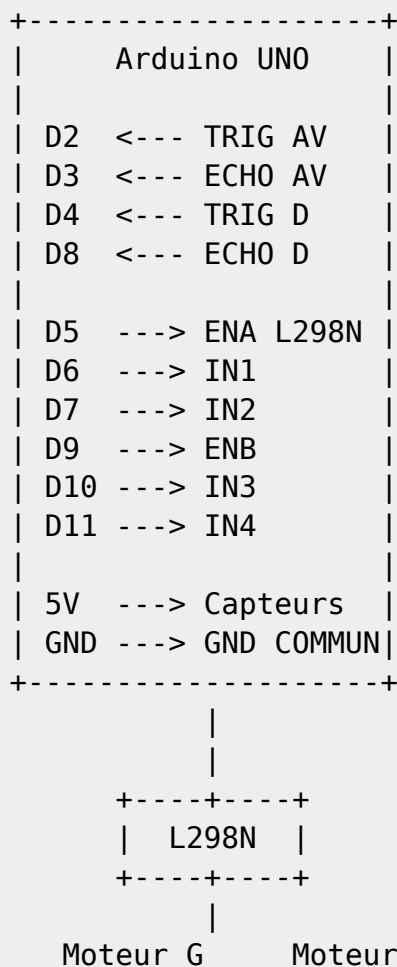 +--------------------+
|     Arduino UNO    |
|                    |
| D2  <--- TRIG AV   |
| D3  <--- ECHO AV   |
| D4  <--- TRIG D    |
| D8  <--- ECHO D    |
|                    |
| D5  ---> ENA L298N |
| D6  ---> IN1       |
| D7  ---> IN2       |
| D9  ---> ENB       |
| D10 ---> IN3       |
| D11 ---> IN4       |
|                    |
| 5V  ---> Capteurs  |
| GND ---> GND COMMUN|
+--------------------+
           |
           |
      +----+----+
      |  L298N  |
      +----+----+
           |
   Moteur G     Moteur